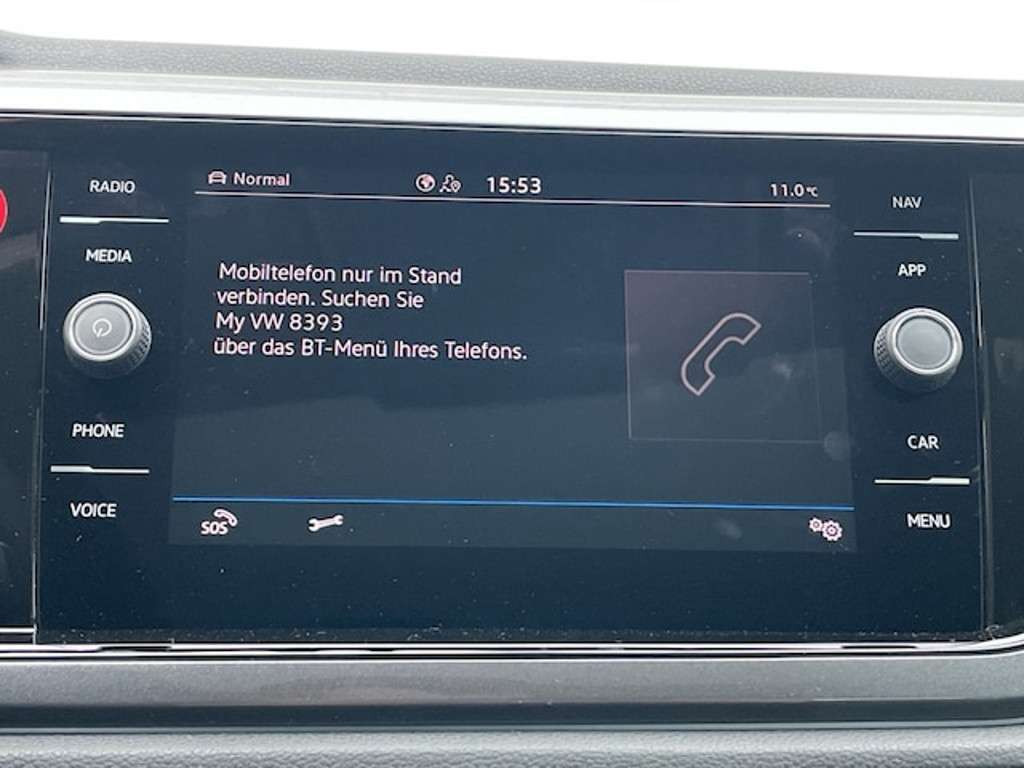 RADIO
MEDIA
PHONE
VOICE
Normal
15:53
11.0°C
Mobiltelefon nur im Stand
verbinden. Suchen Sie
My VW 8393
über das BT-Menü Ihres Telefons.
SOS
NAV
APP
CAR
MENU